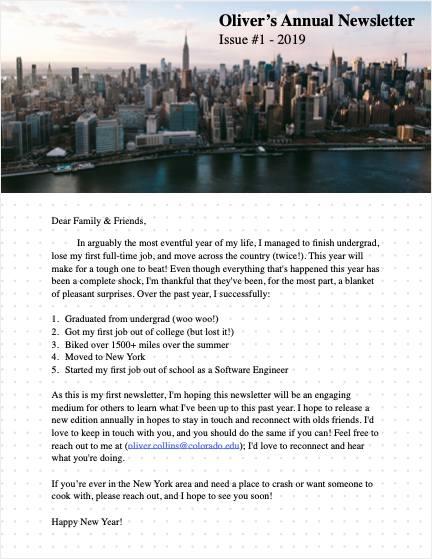 Oliver's Annual Newsletter
Issue #1 - 2019
Dear Family & Friends,
In arguably the most eventful year of my life, I managed to finish undergrad,
lose my first full-time job, and move across the country (twice!). This year will
make for a tough one to beat! Even though everything that's happened this year has
been a complete shock, I'm thankful that they've been, for the most part, a blanket
of pleasant surprises. Over the past year, I successfully:
1. Graduated from undergrad (woo woo!)
2. Got my first job out of college (but lost it!)
3. Biked over 1500+ miles over the summer
4. Moved to New York
5. Started my first job out of school as a Software Engineer
As this is my first newsletter, I'm hoping this newsletter will be an engaging
medium for others to learn what I've been up to this past year. I hope to release a
new edition annually in hopes to stay in touch and reconnect with olds friends. I'd
love to keep in touch with you, and you should do the same if you can! Feel free to
reach out to me at (oliver.collins@colorado.edu); I'd love to reconnect and hear
what you're doing.
If you're ever in the New York area and need a place to crash or want someone to
cook with, please reach out, and I hope to see you soon!
Happy New Year!